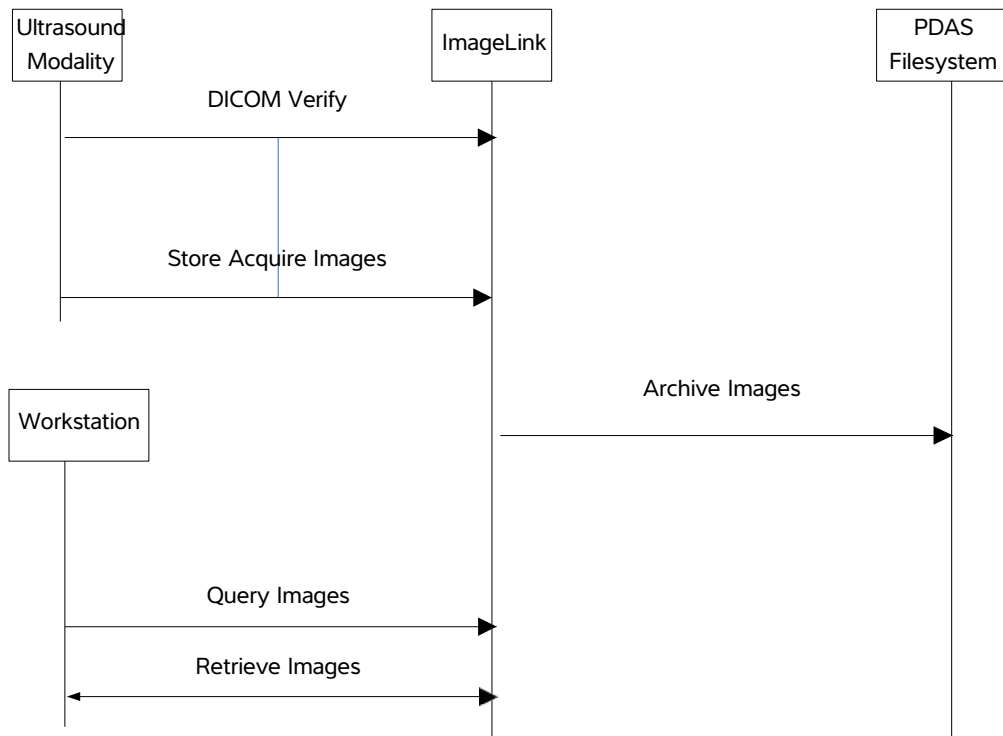 Ultrasound
Modality
ImageLink
PDAS
Filesystem
DICOM Verify
Store Acquire Images
Archive Images
Workstation
Query Images
Retrieve Images